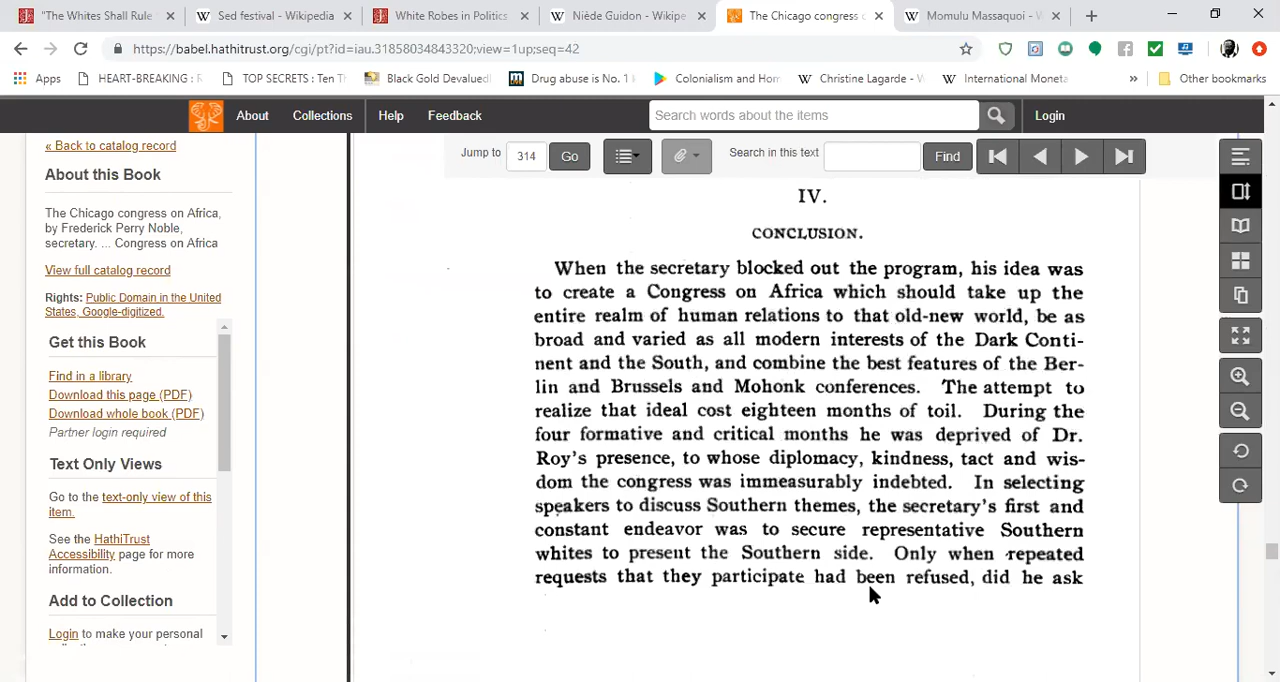 "The Whites Shall Rule
Sed festival - Wikipedia
White Robes in Politics
Niède Guidon - Wikipe
The Chicago congress o
Momulu Massaquoi - W
https://babel.hathitrust.org/cgi/pt?id=iau.31858034843320;view=1up;seq=42
Apps
HEART-BREAKING : R
TOP SECRETS : Ten Th
Black Gold Devalued
Drug abuse is No. 1 k
Colonialism and Hom
Christine Lagarde - W
International Moneta
»
Other bookmarks
About
Collections
Help
Feedback
Search words about the items
Login
« Back to catalog record
About this Book
The Chicago congress on Africa,
by Frederick Perry Noble,
secretary. ... Congress on Africa
View full catalog record
Rights: Public Domain in the United
States, Google-digitized.
Get this Book
Find in a library
Download this page (PDF)
Download whole book (PDF)
Partner login required
Text Only Views
Go to the text-only view of this
item.
See the HathiTrust
Accessibility page for more
information.
Add to Collection
Login to make your personal
Jump to
314
Go
Search in this text
Find
IV.
CONCLUSION.
When the secretary blocked out the program, his idea was
to create a Congress on Africa which should take up the
entire realm of human relations to that old-new world, be as
broad and varied as all modern interests of the Dark Conti-
nent and the South, and combine the best features of the Ber-
lin and Brussels and Mohonk conferences. The attempt to
realize that ideal cost eighteen months of toil. During the
four formative and critical months he was deprived of Dr.
Roy's presence, to whose diplomacy, kindness, tact and wis-
dom the congress was immeasurably indebted. In selecting
speakers to discuss Southern themes, the secretary's first and
constant endeavor was to secure representative Southern
whites to present the Southern side. Only when repeated
requests that they participate had been refused, did he ask